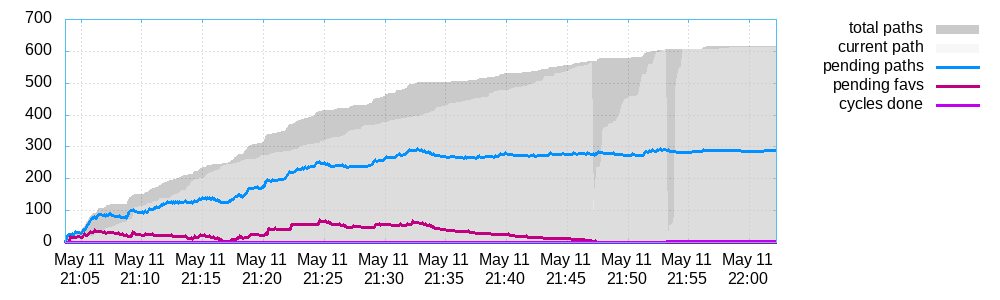 700
600
500
400
300
200
100
0
May 11 May 11 May 11 May 11 May 11 May 11 May 11 May 11 May 11 May 11 May 11 May 11
21:05 21:10 21:15 21:20 21:25 21:30 21:35 21:40 21:45 21:50 21:55 22:00
total paths
current path
pending paths
pending favs
cycles done